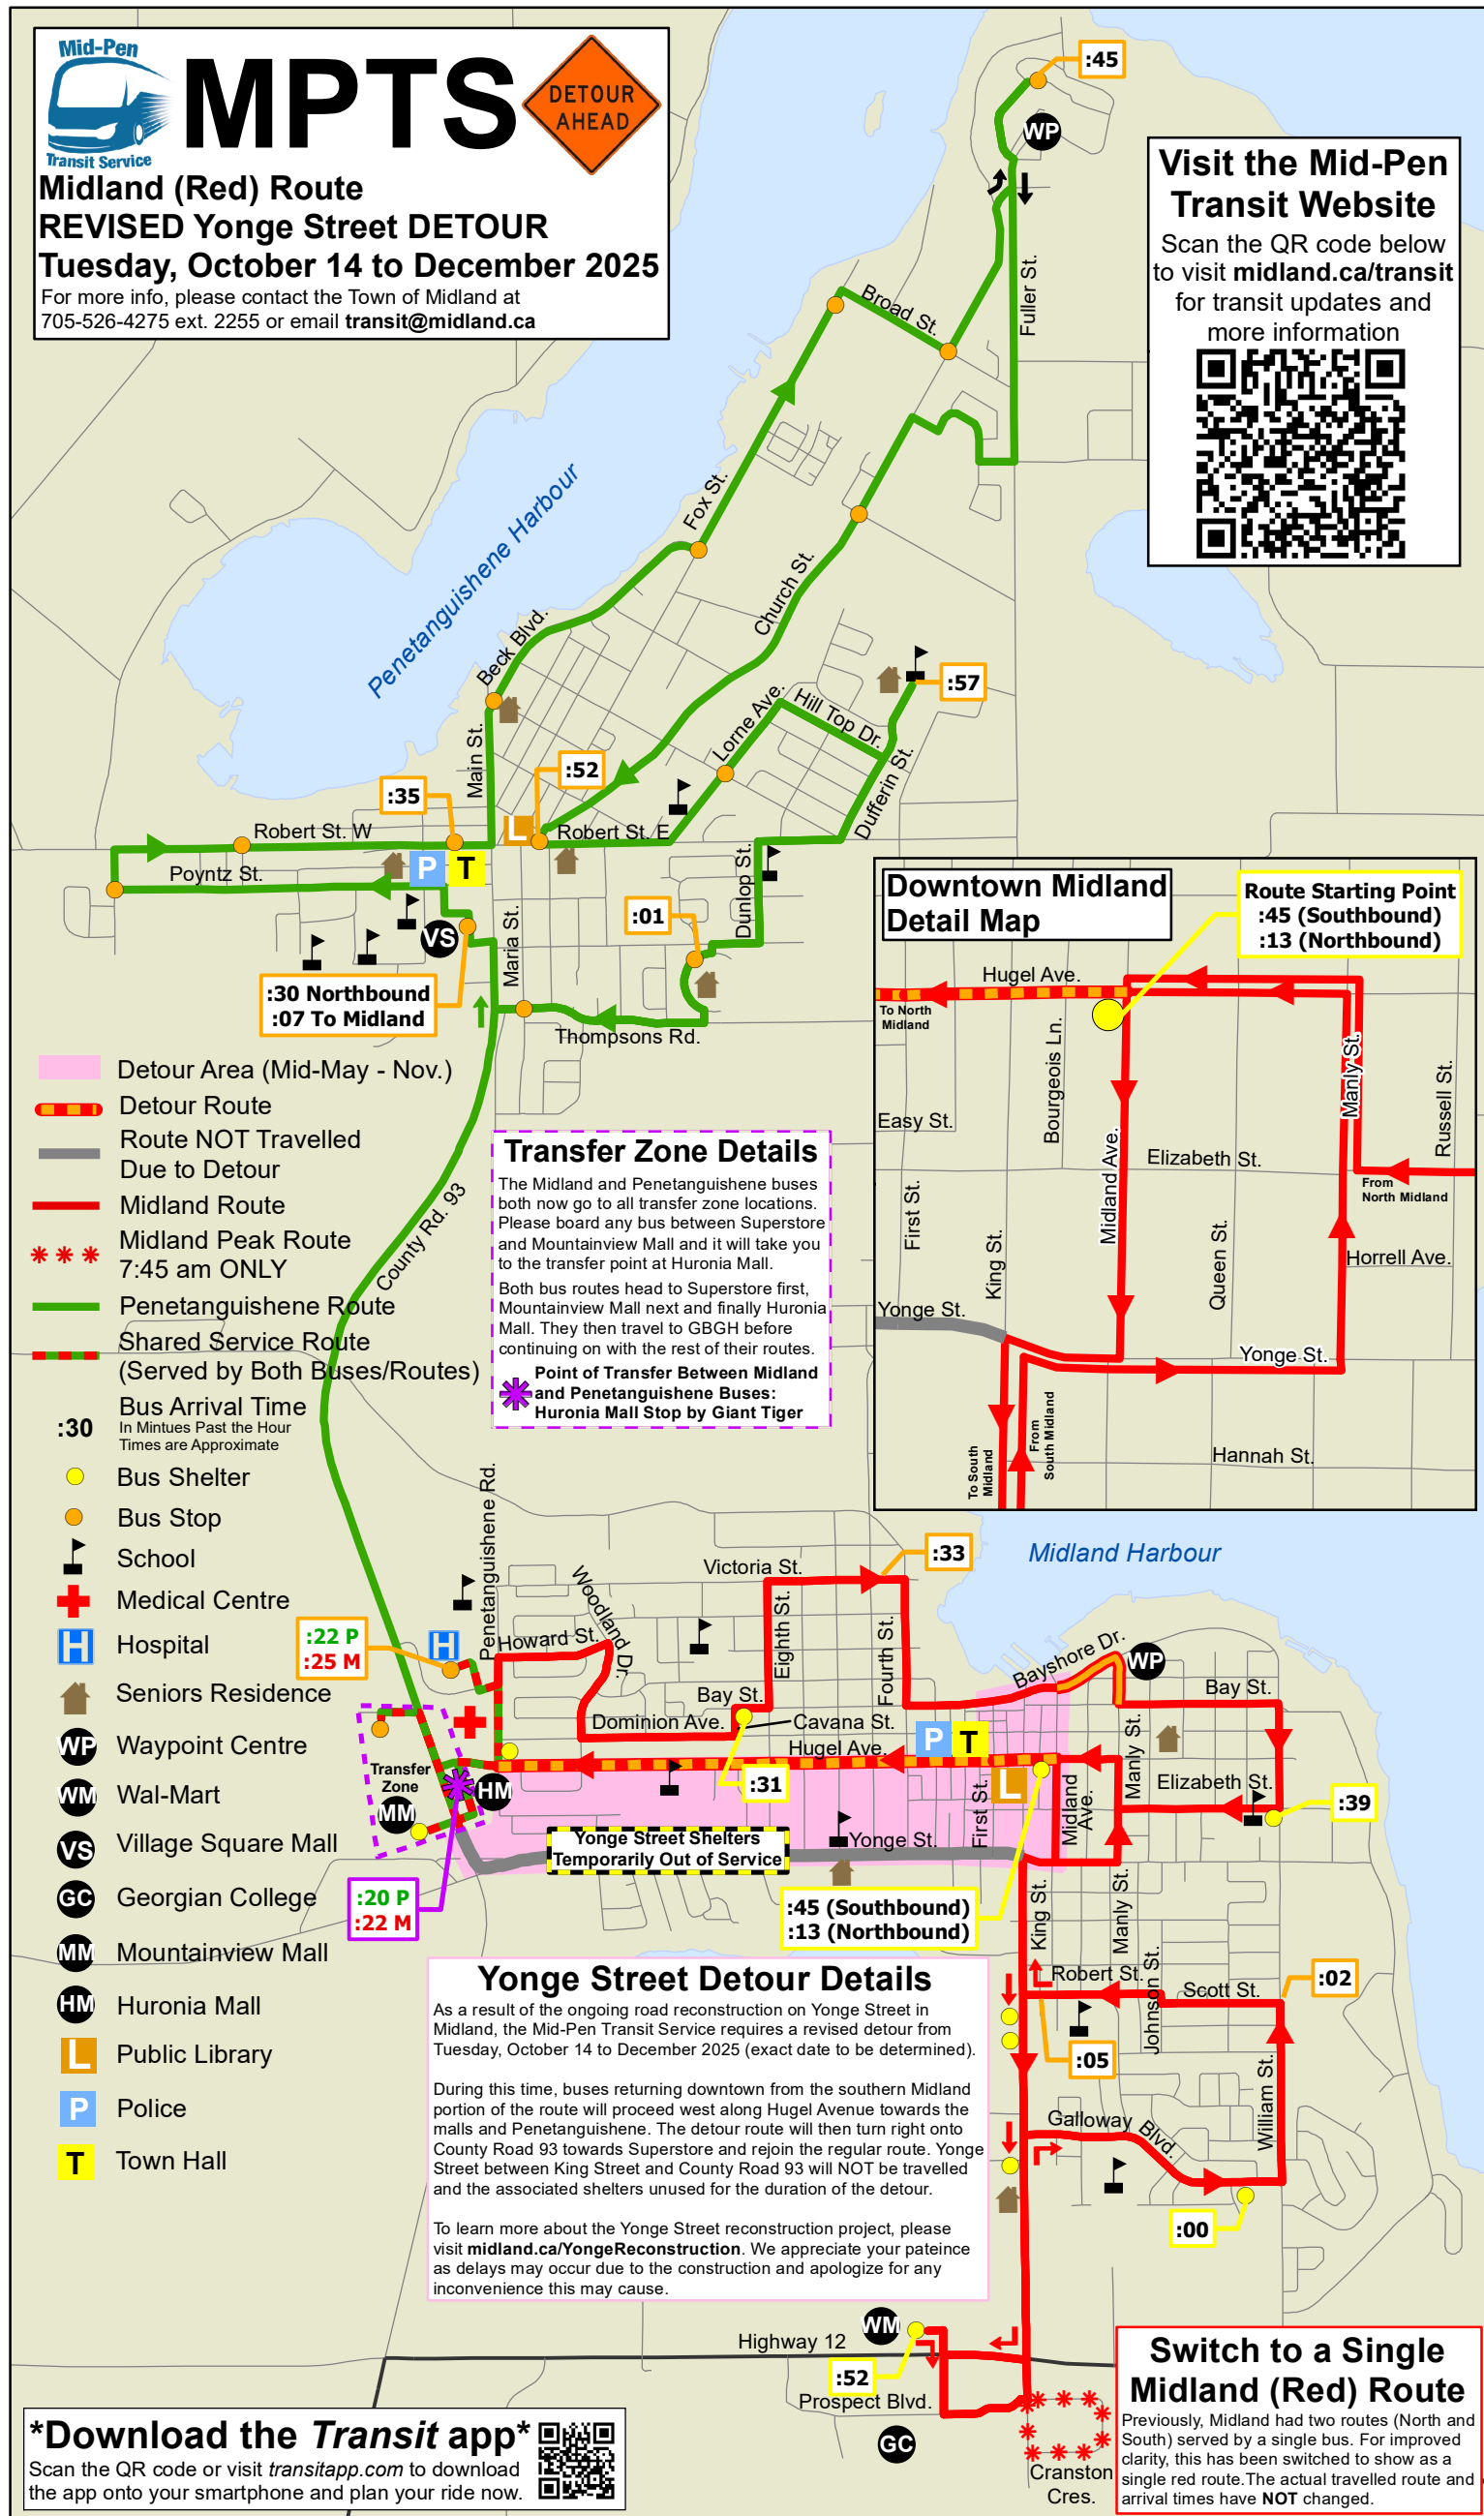 Mid-Pen
Transit Service
MPTS
DETOUR
AHEAD
Midland (Red) Route
REVISED Yonge Street DETOUR
Tuesday, October 14 to December 2025
For more info, please contact the Town of Midland at
705-526-4275 ext. 2255 or email transit@midland.ca
:45
WP
Visit the Mid-Pen
Transit Website
Scan the QR code below
to visit midland.ca/transit
for transit updates and
more information
Fuller St.
Broad St.
Fox St.
Penetanguishene Harbour
Church St.
Beck Blvd.
:57
Lorne Ave.
Hill Top Dr.
Dufferin St.
Main St.
:52
:35
L
Robert St. W
Robert St. E
Poyntz St.
P
T
Dunlop St.
:01
VS
Maria St.
:30 Northbound
:07 To Midland
Thompsons Rd.
Downtown Midland
Detail Map
Route Starting Point
:45 (Southbound)
:13 (Northbound)
Hugel Ave.
To North
Midland
Bourgeois Ln.
Manly St.
Russell St.
Easy St.
Midland Ave.
Elizabeth St.
From
North Midland
First St.
King St.
Queen St.
Horrell Ave.
Yonge St.
Yonge St.
To South
Midland
From
South Midland
Hannah St.
Detour Area (Mid-May - Nov.)
Detour Route
Route NOT Travelled
Due to Detour
Midland Route
Midland Peak Route
7:45 am ONLY
Penetanguishene Route
Shared Service Route
(Served by Both Buses/Routes)
:30
Bus Arrival Time
In Mintues Past the Hour
Times are Approximate
Bus Shelter
Bus Stop
School
Medical Centre
H
Hospital
Seniors Residence
WP
Waypoint Centre
WM
Wal-Mart
VS
Village Square Mall
GC
Georgian College
MM
Mountainview Mall
HM
Huronia Mall
L
Public Library
P
Police
T
Town Hall
County Rd. 93
Transfer Zone Details
The Midland and Penetanguishene buses
both now go to all transfer zone locations.
Please board any bus between Superstore
and Mountainview Mall and it will take you
to the transfer point at Huronia Mall.
Both bus routes head to Superstore first,
Mountainview Mall next and finally Huronia
Mall. They then travel to GBGH before
continuing on with the rest of their routes.
Point of Transfer Between Midland
and Penetanguishene Buses:
Huronia Mall Stop by Giant Tiger
Penetanguishene Rd.
Midland Harbour
Victoria St.
:33
Woodland Dr.
Howard St.
Eighth St.
Fourth St.
Bayshore Dr.
WP
:22 P
:25 M
H
Bay St.
Bay St.
Dominion Ave.
Cavana St.
Hugel Ave.
P
T
Manly St.
Transfer
Zone
MM
HM
:31
L
First St.
Midland
Ave.
Elizabeth St.
:39
Yonge Street Shelters
Temporarily Out of Service
Yonge St.
:20 P
:22 M
:45 (Southbound)
:13 (Northbound)
King St.
Manly St.
Robert St.
Johnson St.
Scott St.
:02
:05
Galloway Blvd.
William St.
:00
Yonge Street Detour Details
As a result of the ongoing road reconstruction on Yonge Street in
Midland, the Mid-Pen Transit Service requires a revised detour from
Tuesday, October 14 to December 2025 (exact date to be determined).
During this time, buses returning downtown from the southern Midland
portion of the route will proceed west along Hugel Avenue towards the
malls and Penetanguishene. The detour route will then turn right onto
County Road 93 towards Superstore and rejoin the regular route. Yonge
Street between King Street and County Road 93 will NOT be travelled
and the associated shelters unused for the duration of the detour.
To learn more about the Yonge Street reconstruction project, please
visit midland.ca/YongeReconstruction. We appreciate your pateince
as delays may occur due to the construction and apologize for any
inconvenience this may cause.
WM
Highway 12
:52
Prospect Blvd.
GC
Cranston
Cres.
Switch to a Single
Midland (Red) Route
Previously, Midland had two routes (North and
South) served by a single bus. For improved
clarity, this has been switched to show as a
single red route.The actual travelled route and
arrival times have NOT changed.
*Download the Transit app*
Scan the QR code or visit transitapp.com to download
the app onto your smartphone and plan your ride now.